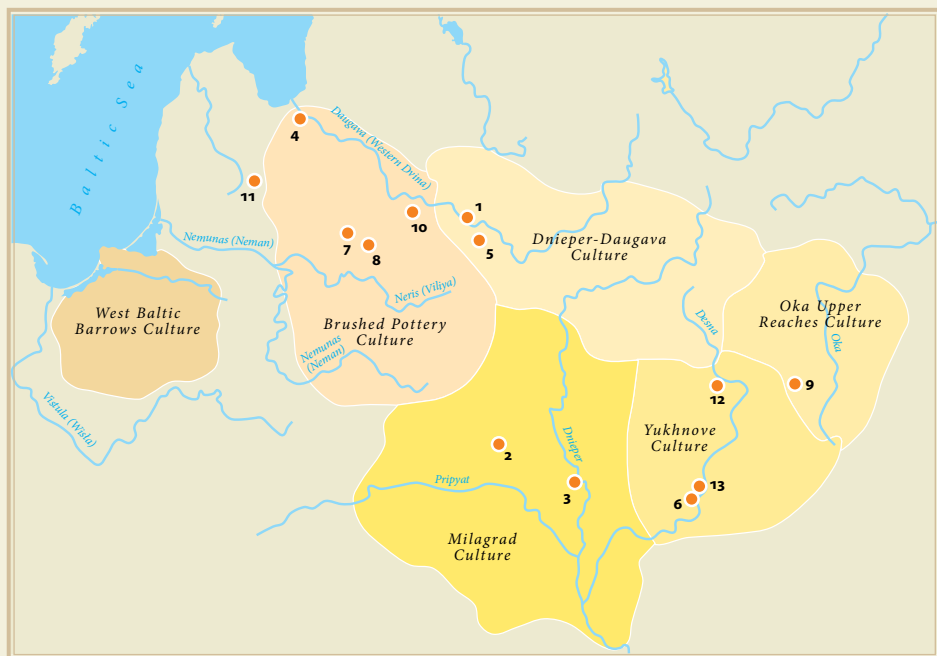 Baltic Sea
4
Daugava (Western Dvina)
11
1
10
Nemunas (Neman)
7
8
5
Dnieper-Daugava
Culture
Neris (Viliya)
West Baltic
Barrows Culture
Brushed Pottery
Culture
Nemunas
(Neman)
Desna
Oka Upper
Reaches Culture
Oka
9
12
Vistula (Wisła)
Yukhnove
Culture
2
Dnieper
Pripyat
3
13
6
Milagrad
Culture